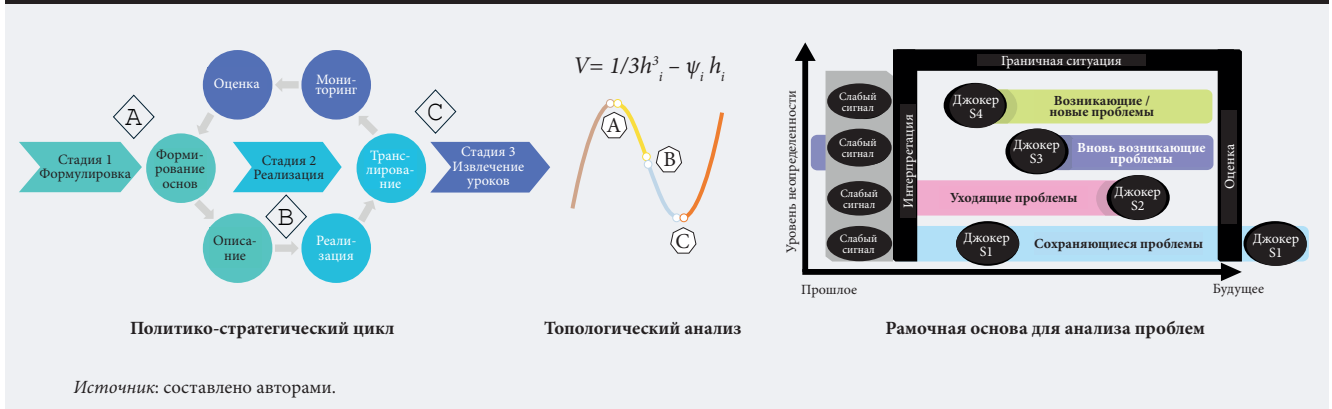 Оценка
Мони-
торинг
A
C
Стадия 1
Формулировка
Форми-
рование
основ
Стадия 2
Реализация
Транс-
лирова-
ние
Стадия 3
Извлечение
уроков
B
Описа-
ние
Реали-
зация
Политико-стратегический цикл
V= 1/3h³ᵢ – ψᵢ hᵢ
A
B
C
Топологический анализ
Уровень неопределенности
Граничная ситуация
Слабый
сигнал
Слабый
сигнал
Слабый
сигнал
Слабый
сигнал
Интерпретация
Джокер
S4
Возникающие /
новые проблемы
Джокер
S3
Вновь возникающие
проблемы
Уходящие проблемы
Джокер
S2
Джокер
S1
Сохраняющиеся проблемы
Оценка
Джокер
S1
Прошлое
Будущее
Рамочная основа для анализа проблем
Источник: составлено авторами.